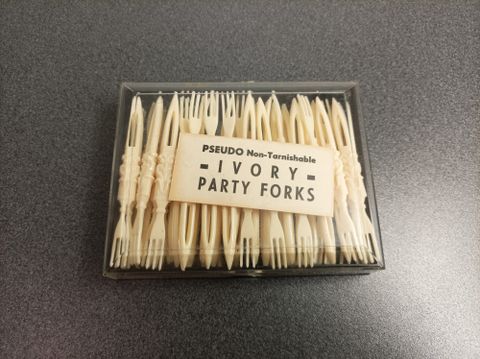 PSEUDO Non-Tarnishable
- IVORY -
PARTY FORKS